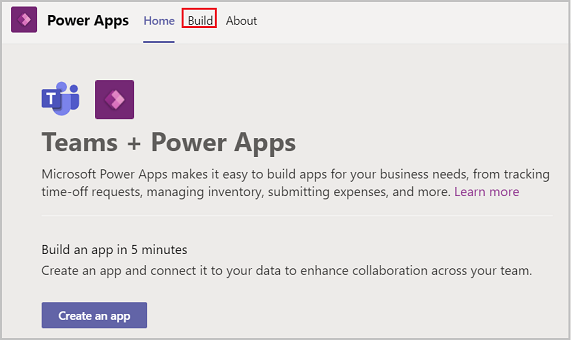 Power Apps Home Build About
T
Teams + Power Apps
Microsoft Power Apps makes it easy to build apps for your business needs, from tracking
time-off requests, managing inventory, submitting expenses, and more. Learn more
Build an app in 5 minutes
Create an app and connect it to your data to enhance collaboration across your team.
Create an app